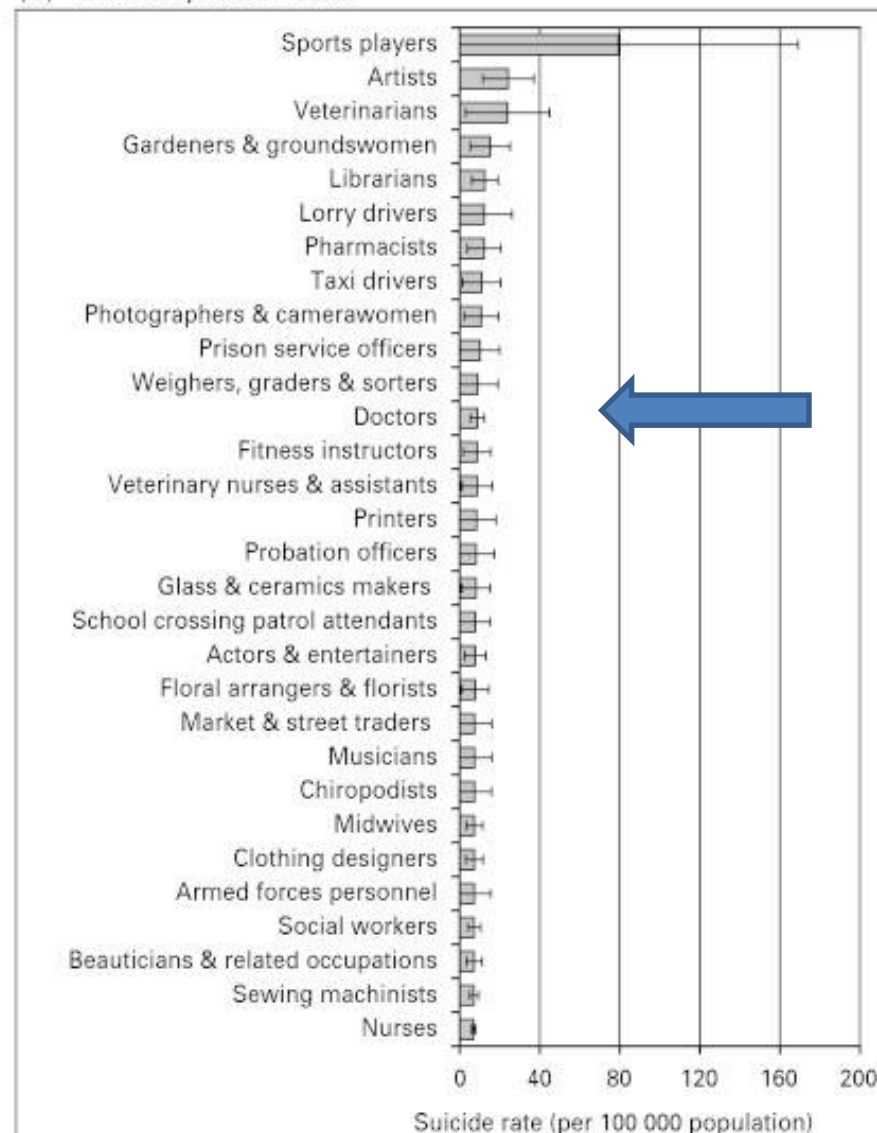 Sports players
Artists
Veterinarians
Gardeners & groundswomen
Librarians
Lorry drivers
Pharmacists
Taxi drivers
Photographers & camerawomen
Prison service officers
Weighers, graders & sorters
Doctors
Fitness instructors
Veterinary nurses & assistants
Printers
Probation officers
Glass & ceramics makers
School crossing patrol attendants
Actors & entertainers
Floral arrangers & florists
Market & street traders
Musicians
Chiropodists
Midwives
Clothing designers
Armed forces personnel
Social workers
Beauticians & related occupations
Sewing machinists
Nurses
0 40 80 120 160 200
Suicide rate (per 100 000 population)